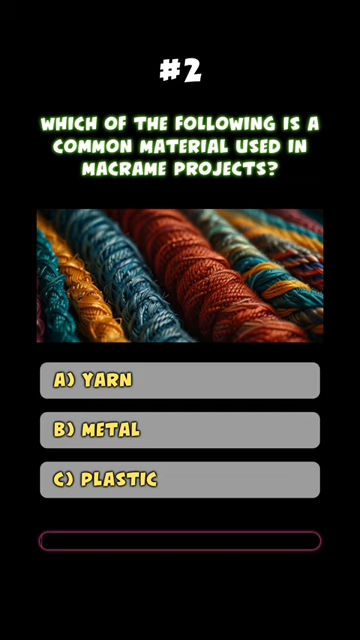 #2
WHICH OF THE FOLLOWING IS A
COMMON MATERIAL USED IN
MACRAME PROJECTS?
A) YARN
B) METAL
C) PLASTIC